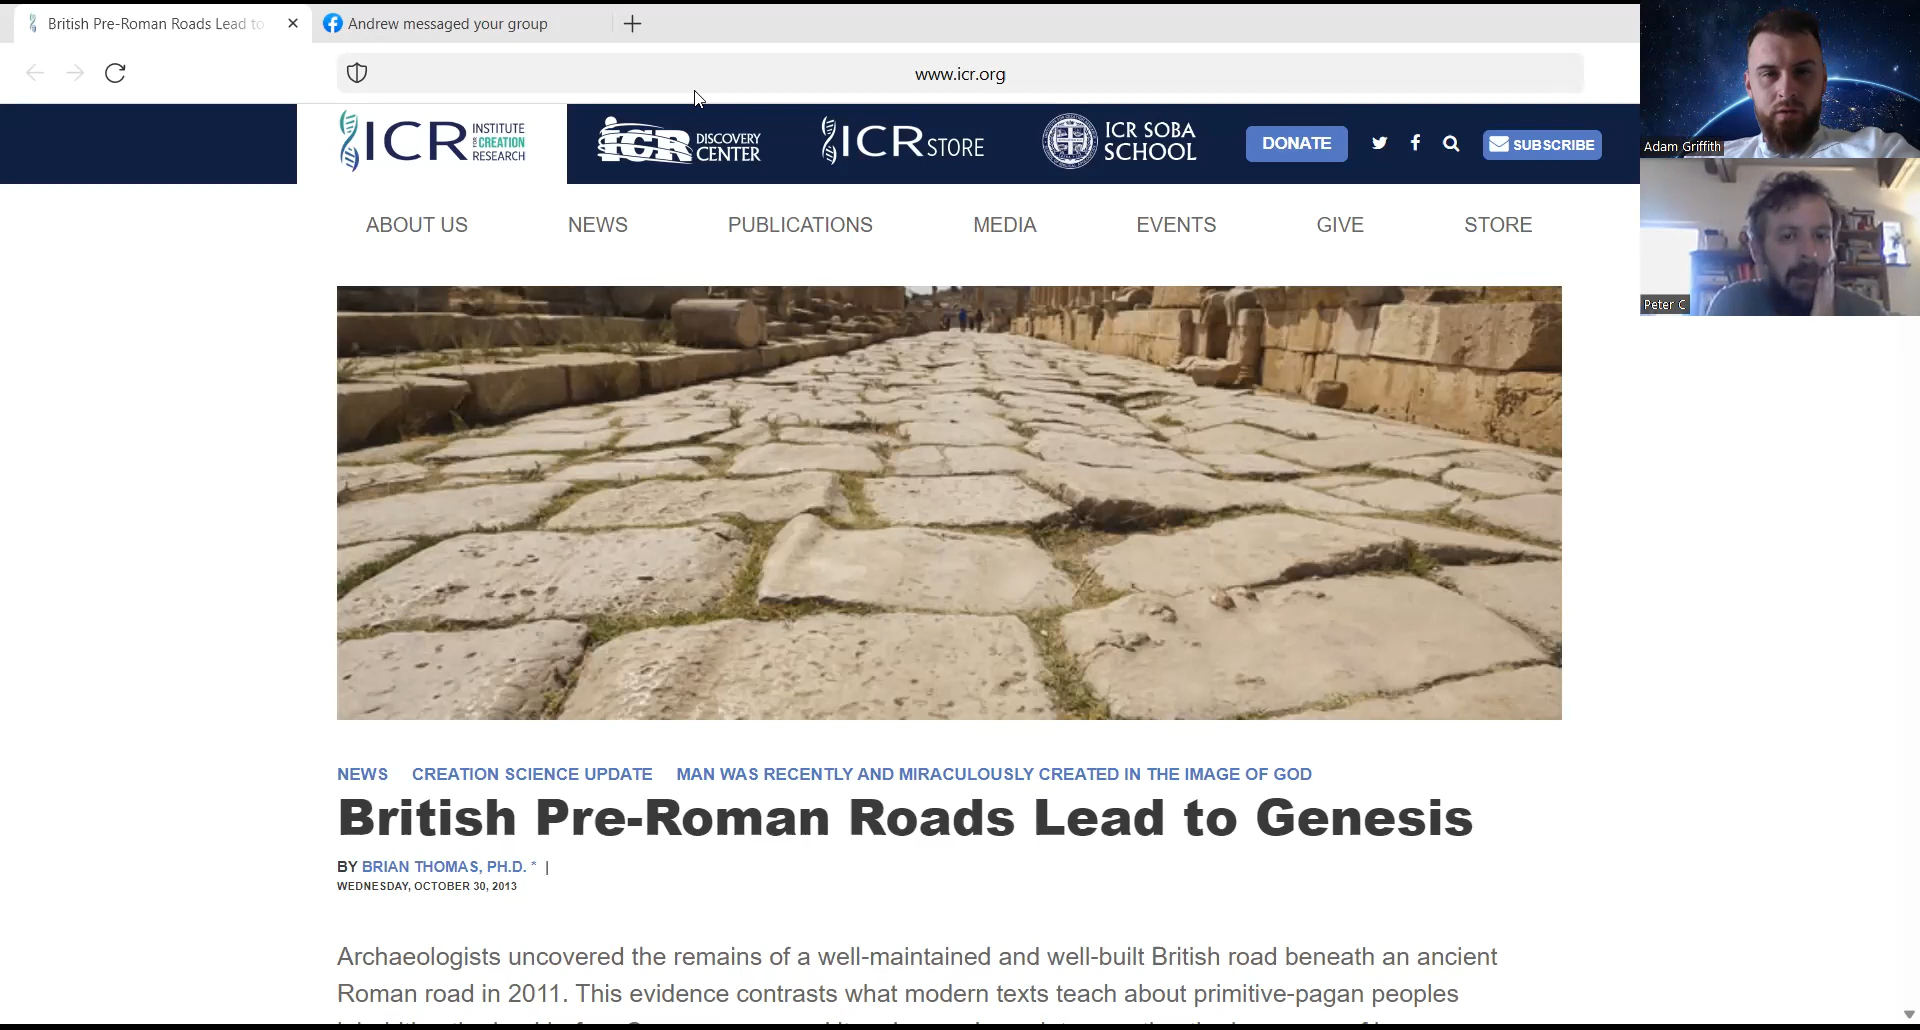 British Pre-Roman Roads Lead to
Andrew messaged your group
www.icr.org
ICR INSTITUTE FOR CREATION RESEARCH
ICR DISCOVERY CENTER
ICR STORE
ICR SOBA SCHOOL
DONATE
SUBSCRIBE
Adam Griffith
Peter C
ABOUT US
NEWS
PUBLICATIONS
MEDIA
EVENTS
GIVE
STORE
NEWS CREATION SCIENCE UPDATE MAN WAS RECENTLY AND MIRACULOUSLY CREATED IN THE IMAGE OF GOD
British Pre-Roman Roads Lead to Genesis
BY BRIAN THOMAS, PH.D. * |
WEDNESDAY, OCTOBER 30, 2013
Archaeologists uncovered the remains of a well-maintained and well-built British road beneath an ancient
Roman road in 2011. This evidence contrasts what modern texts teach about primitive-pagan peoples